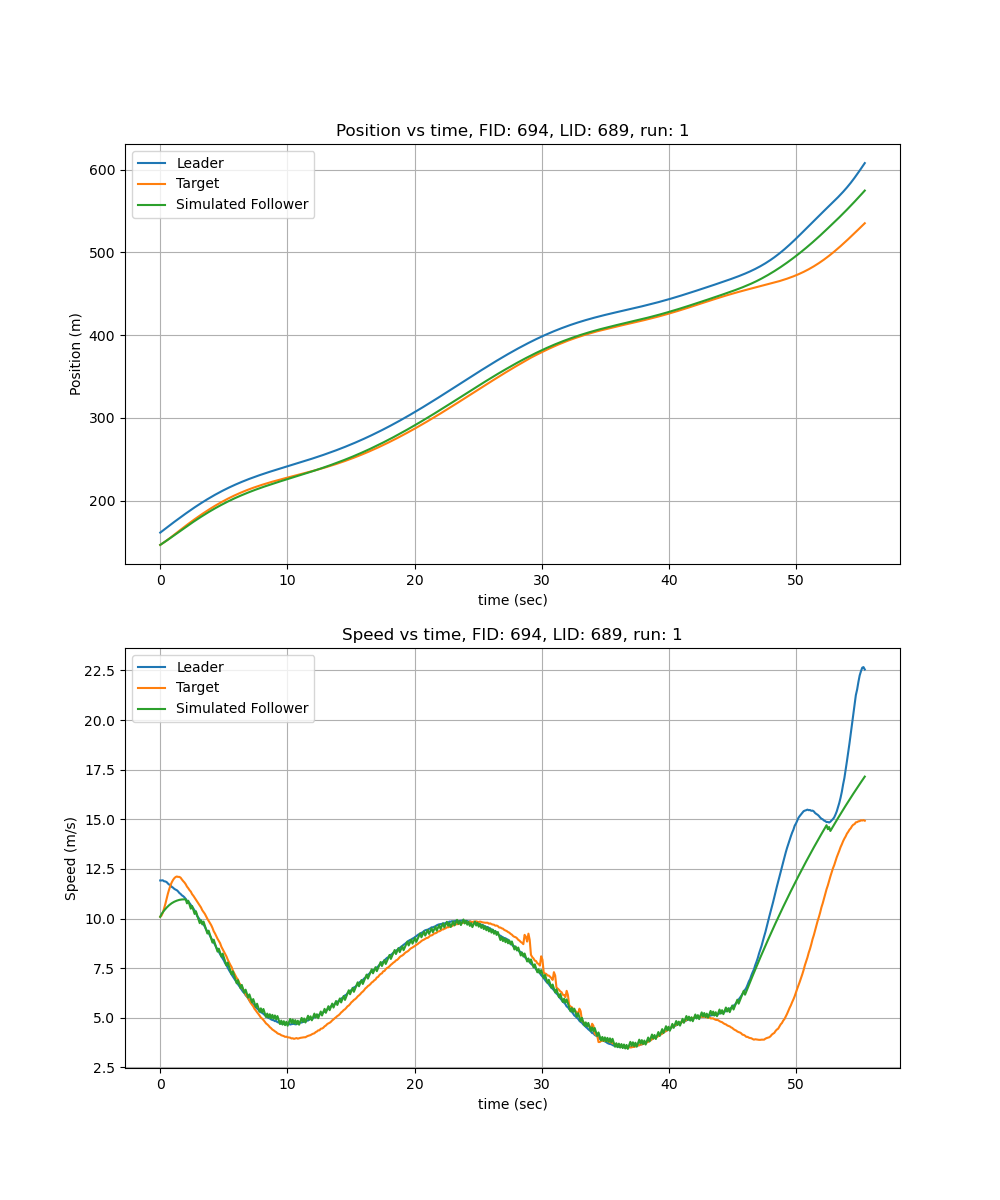 Position vs time, FID: 694, LID: 689, run: 1
Leader
Target
Simulated Follower
600
500
400
300
200
Position (m)
0 10 20 30 40 50
time (sec)
Speed vs time, FID: 694, LID: 689, run: 1
Leader
Target
Simulated Follower
22.5
20.0
17.5
15.0
12.5
10.0
7.5
5.0
2.5
Speed (m/s)
0 10 20 30 40 50
time (sec)